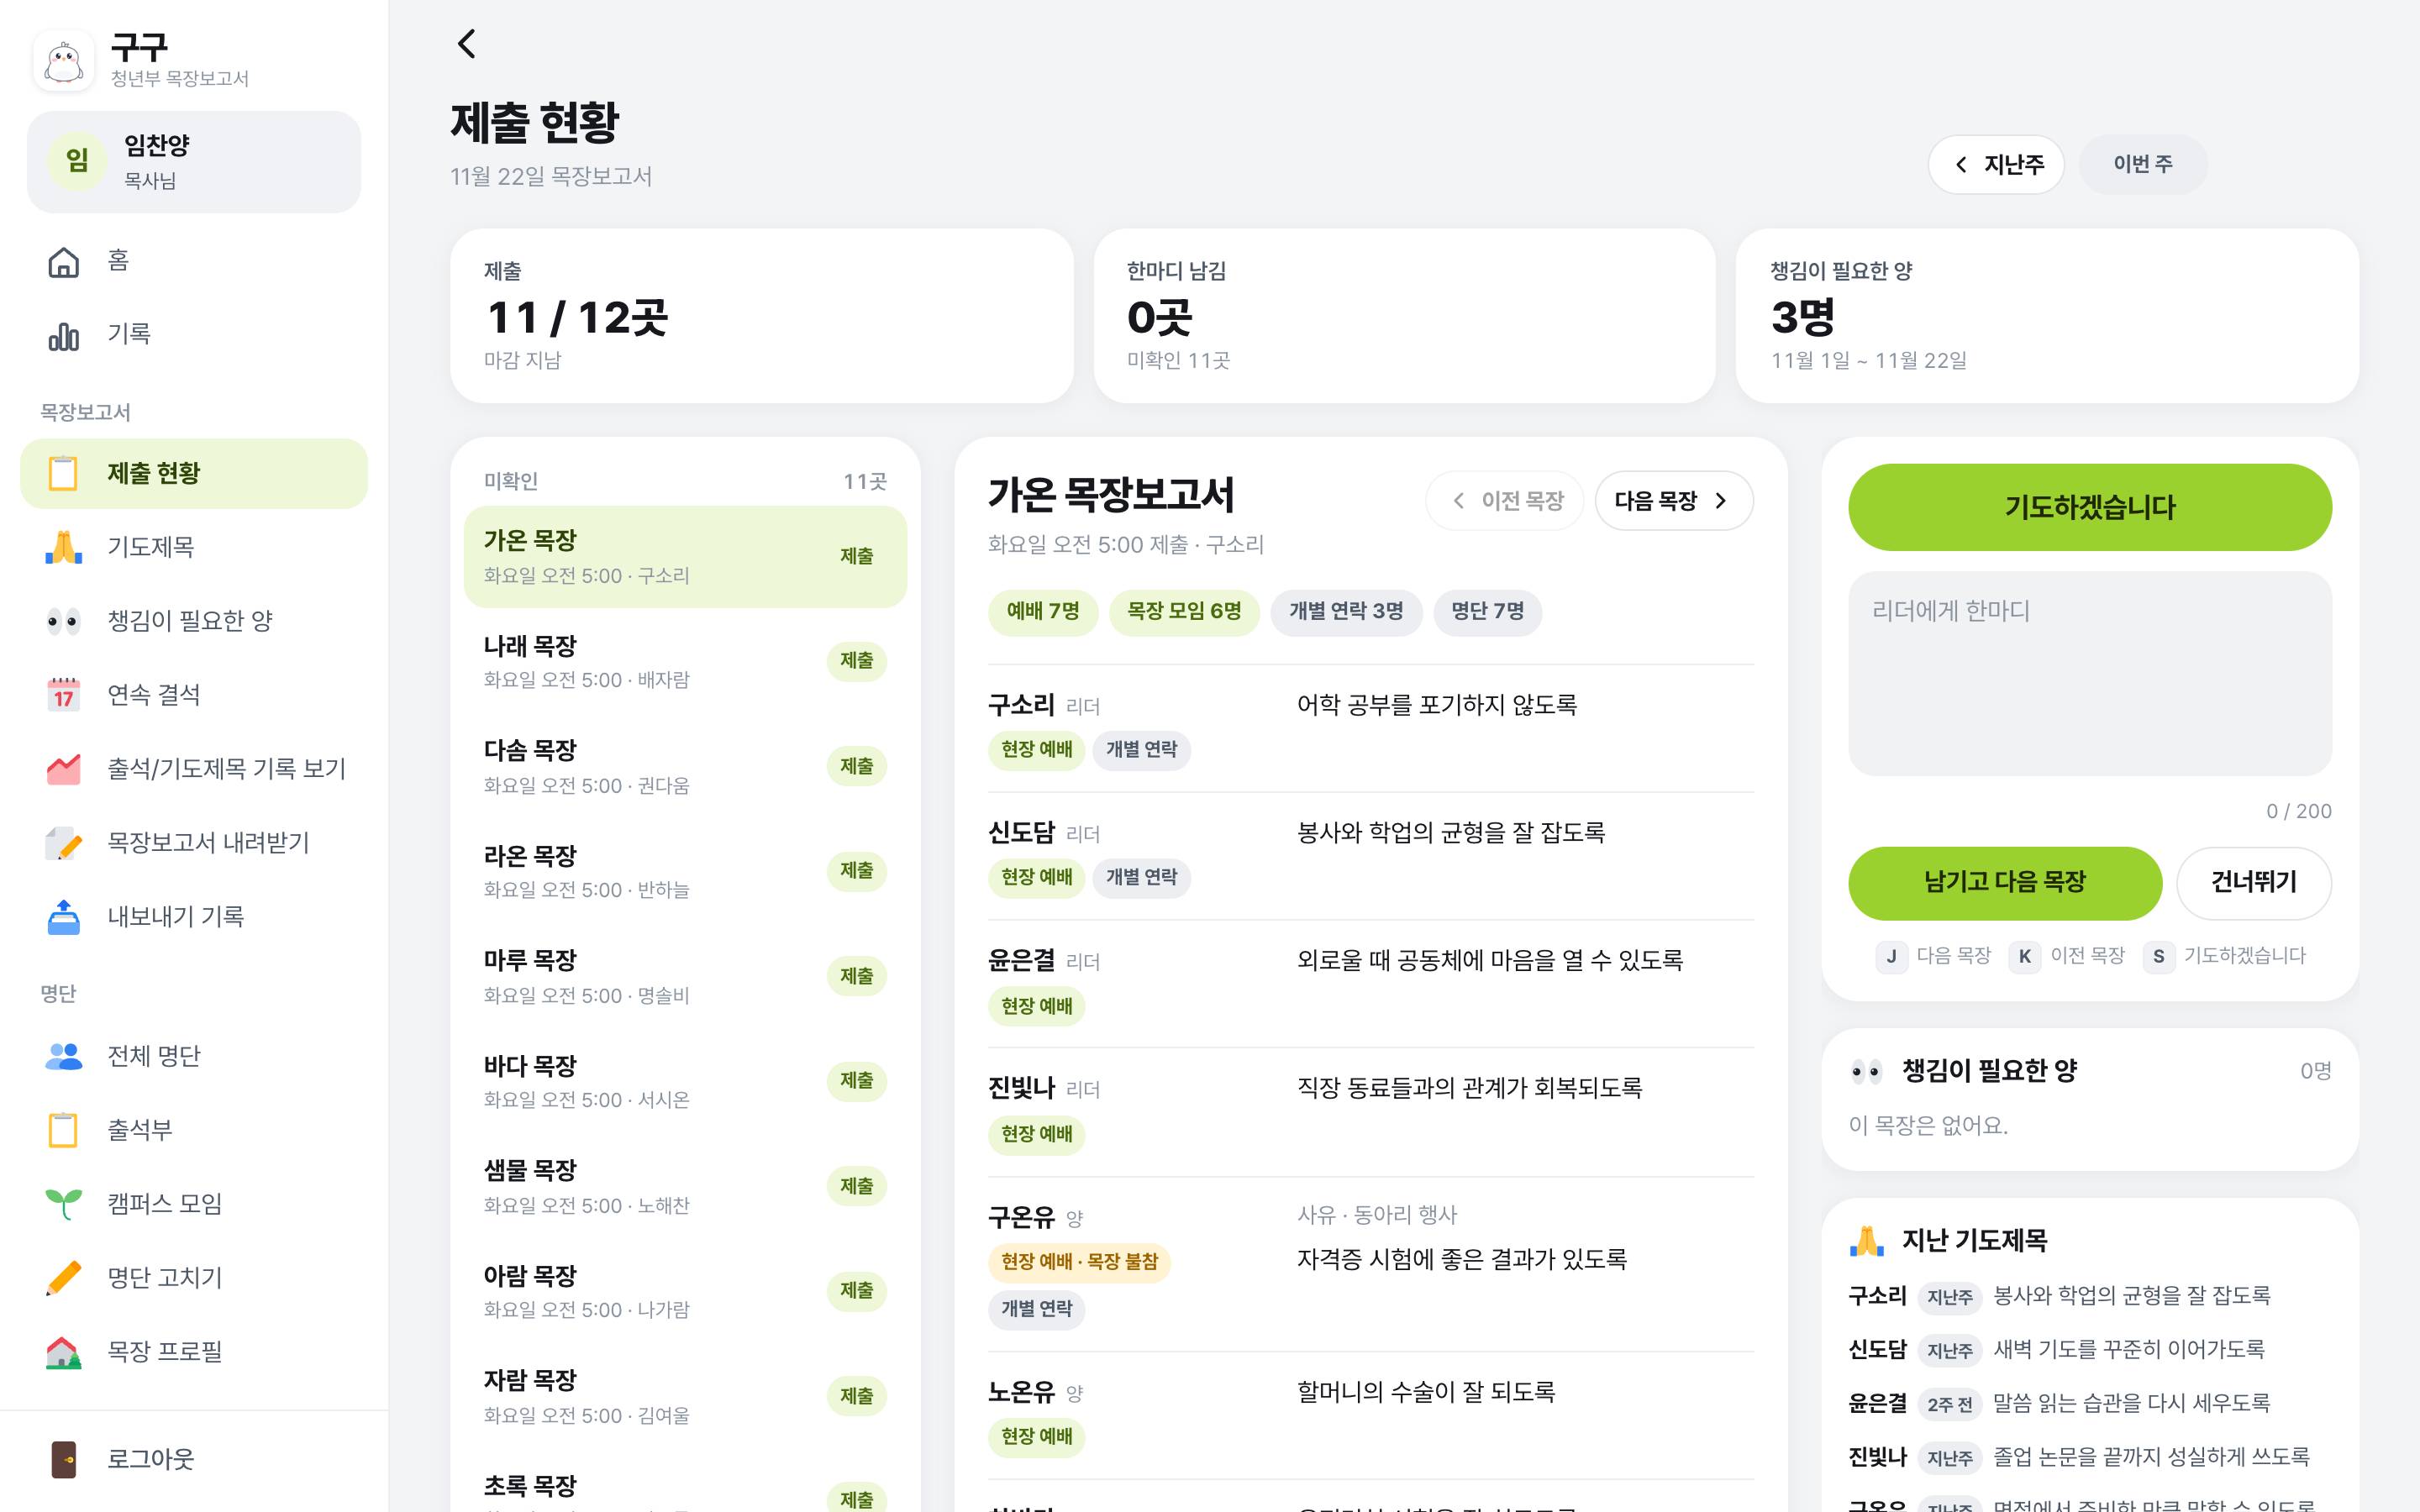 구구
청년부 목장보고서
임
임찬양
목사님
홈
기록
목장보고서
제출 현황
기도제목
챙김이 필요한 양
17
연속 결석
출석/기도제목 기록 보기
목장보고서 내려받기
내보내기 기록
명단
전체 명단
출석부
캠퍼스 모임
명단 고치기
목장 프로필
로그아웃
제출 현황
11월 22일 목장보고서
지난주
이번 주
제출
11 / 12곳
마감 지남
한마디 남김
0곳
미확인 11곳
챙김이 필요한 양
3명
11월 1일 ~ 11월 22일
미확인 11곳
가온 목장
화요일 오전 5:00 · 구소리
제출
나래 목장
화요일 오전 5:00 · 배자람
제출
다솜 목장
화요일 오전 5:00 · 권다움
제출
라온 목장
화요일 오전 5:00 · 반하늘
제출
마루 목장
화요일 오전 5:00 · 명솔비
제출
바다 목장
화요일 오전 5:00 · 서시온
제출
샘물 목장
화요일 오전 5:00 · 노해찬
제출
아람 목장
화요일 오전 5:00 · 나가람
제출
자람 목장
화요일 오전 5:00 · 김여울
제출
초록 목장
제출
가온 목장보고서
화요일 오전 5:00 제출 · 구소리
이전 목장
다음 목장
예배 7명 목장 모임 6명 개별 연락 3명 명단 7명
구소리 리더
현장 예배 개별 연락
어학 공부를 포기하지 않도록
신도담 리더
현장 예배 개별 연락
봉사와 학업의 균형을 잘 잡도록
윤은결 리더
현장 예배
외로울 때 공동체에 마음을 열 수 있도록
진빛나 리더
현장 예배
직장 동료들과의 관계가 회복되도록
구온유 양
현장 예배 · 목장 불참
개별 연락
사유 · 동아리 행사
자격증 시험에 좋은 결과가 있도록
노온유 양
현장 예배
할머니의 수술이 잘 되도록
기도하겠습니다
리더에게 한마디
0 / 200
남기고 다음 목장
건너뛰기
J 다음 목장 K 이전 목장 S 기도하겠습니다
챙김이 필요한 양 0명
이 목장은 없어요.
지난 기도제목
구소리 지난주 봉사와 학업의 균형을 잘 잡도록
신도담 지난주 새벽 기도를 꾸준히 이어가도록
윤은결 2주 전 말씀 읽는 습관을 다시 세우도록
진빛나 지난주 졸업 논문을 끝까지 성실하게 쓰도록